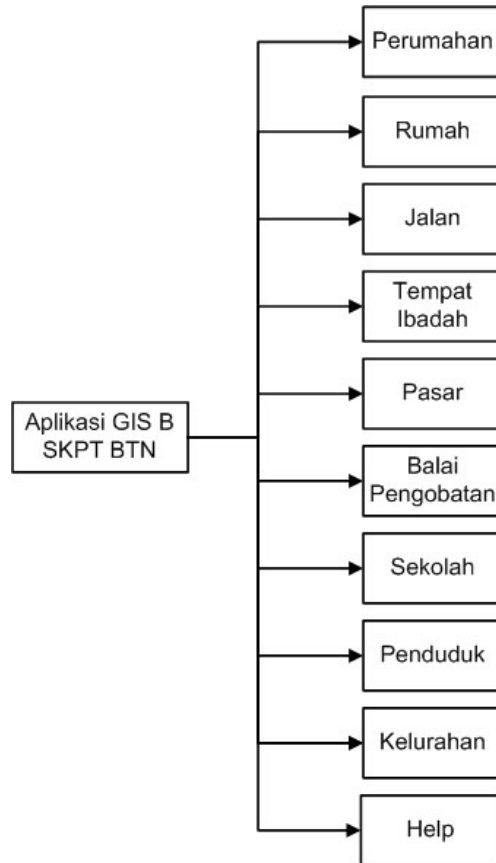 Perumahan
Rumah
Jalan
Tempat
Ibadah
Pasar
Aplikasi GIS B
SKPT BTN
Balai
Pengobatan
Sekolah
Penduduk
Kelurahan
Help